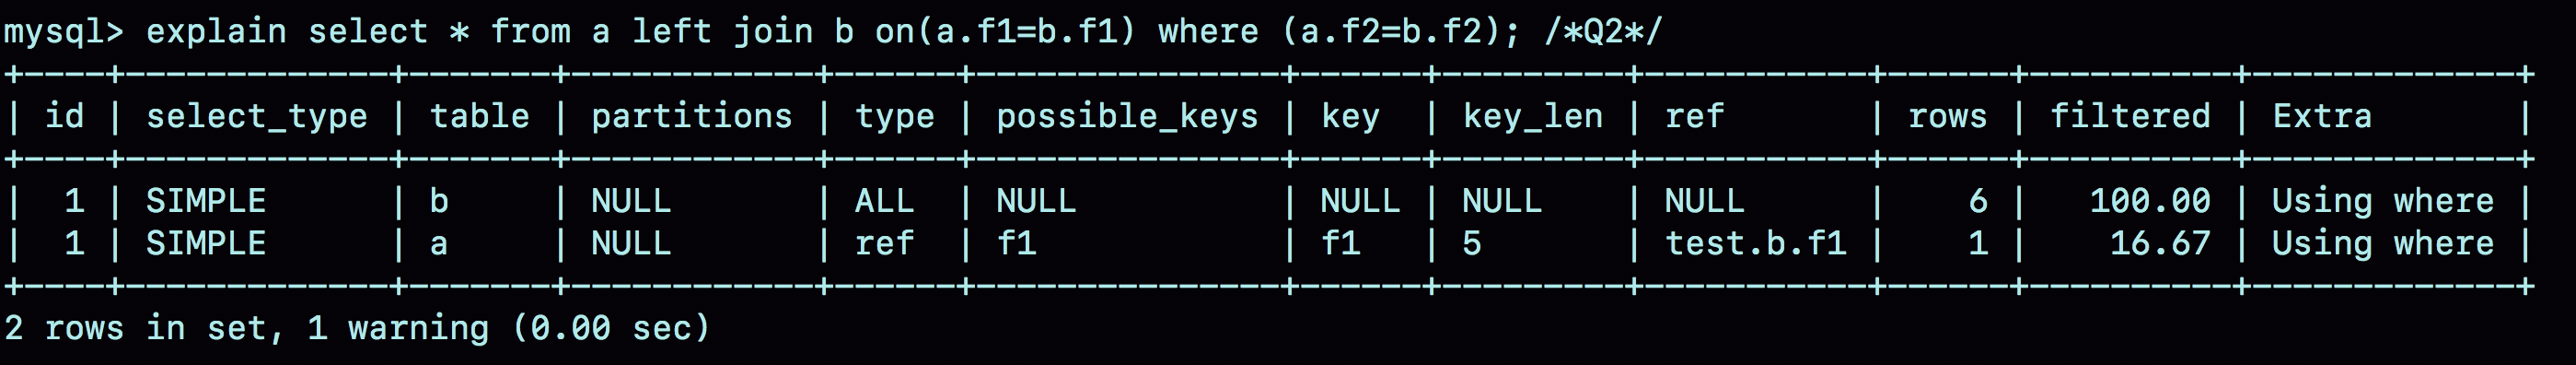 mysql> explain select * from a left join b on(a.f1=b.f1) where (a.f2=b.f2); /*Q2*/
+----+-------------+-------+------------+------+---------------+------+---------+-----------+------+----------+-------------+
| id | select_type | table | partitions | type | possible_keys | key  | key_len | ref       | rows | filtered | Extra       |
+----+-------------+-------+------------+------+---------------+------+---------+-----------+------+----------+-------------+
|  1 | SIMPLE      | b     | NULL       | ALL  | NULL          | NULL | NULL    | NULL      |    6 |   100.00 | Using where |
|  1 | SIMPLE      | a     | NULL       | ref  | f1            | f1   | 5       | test.b.f1 |    1 |    16.67 | Using where |
+----+-------------+-------+------------+------+---------------+------+---------+-----------+------+----------+-------------+
2 rows in set, 1 warning (0.00 sec)